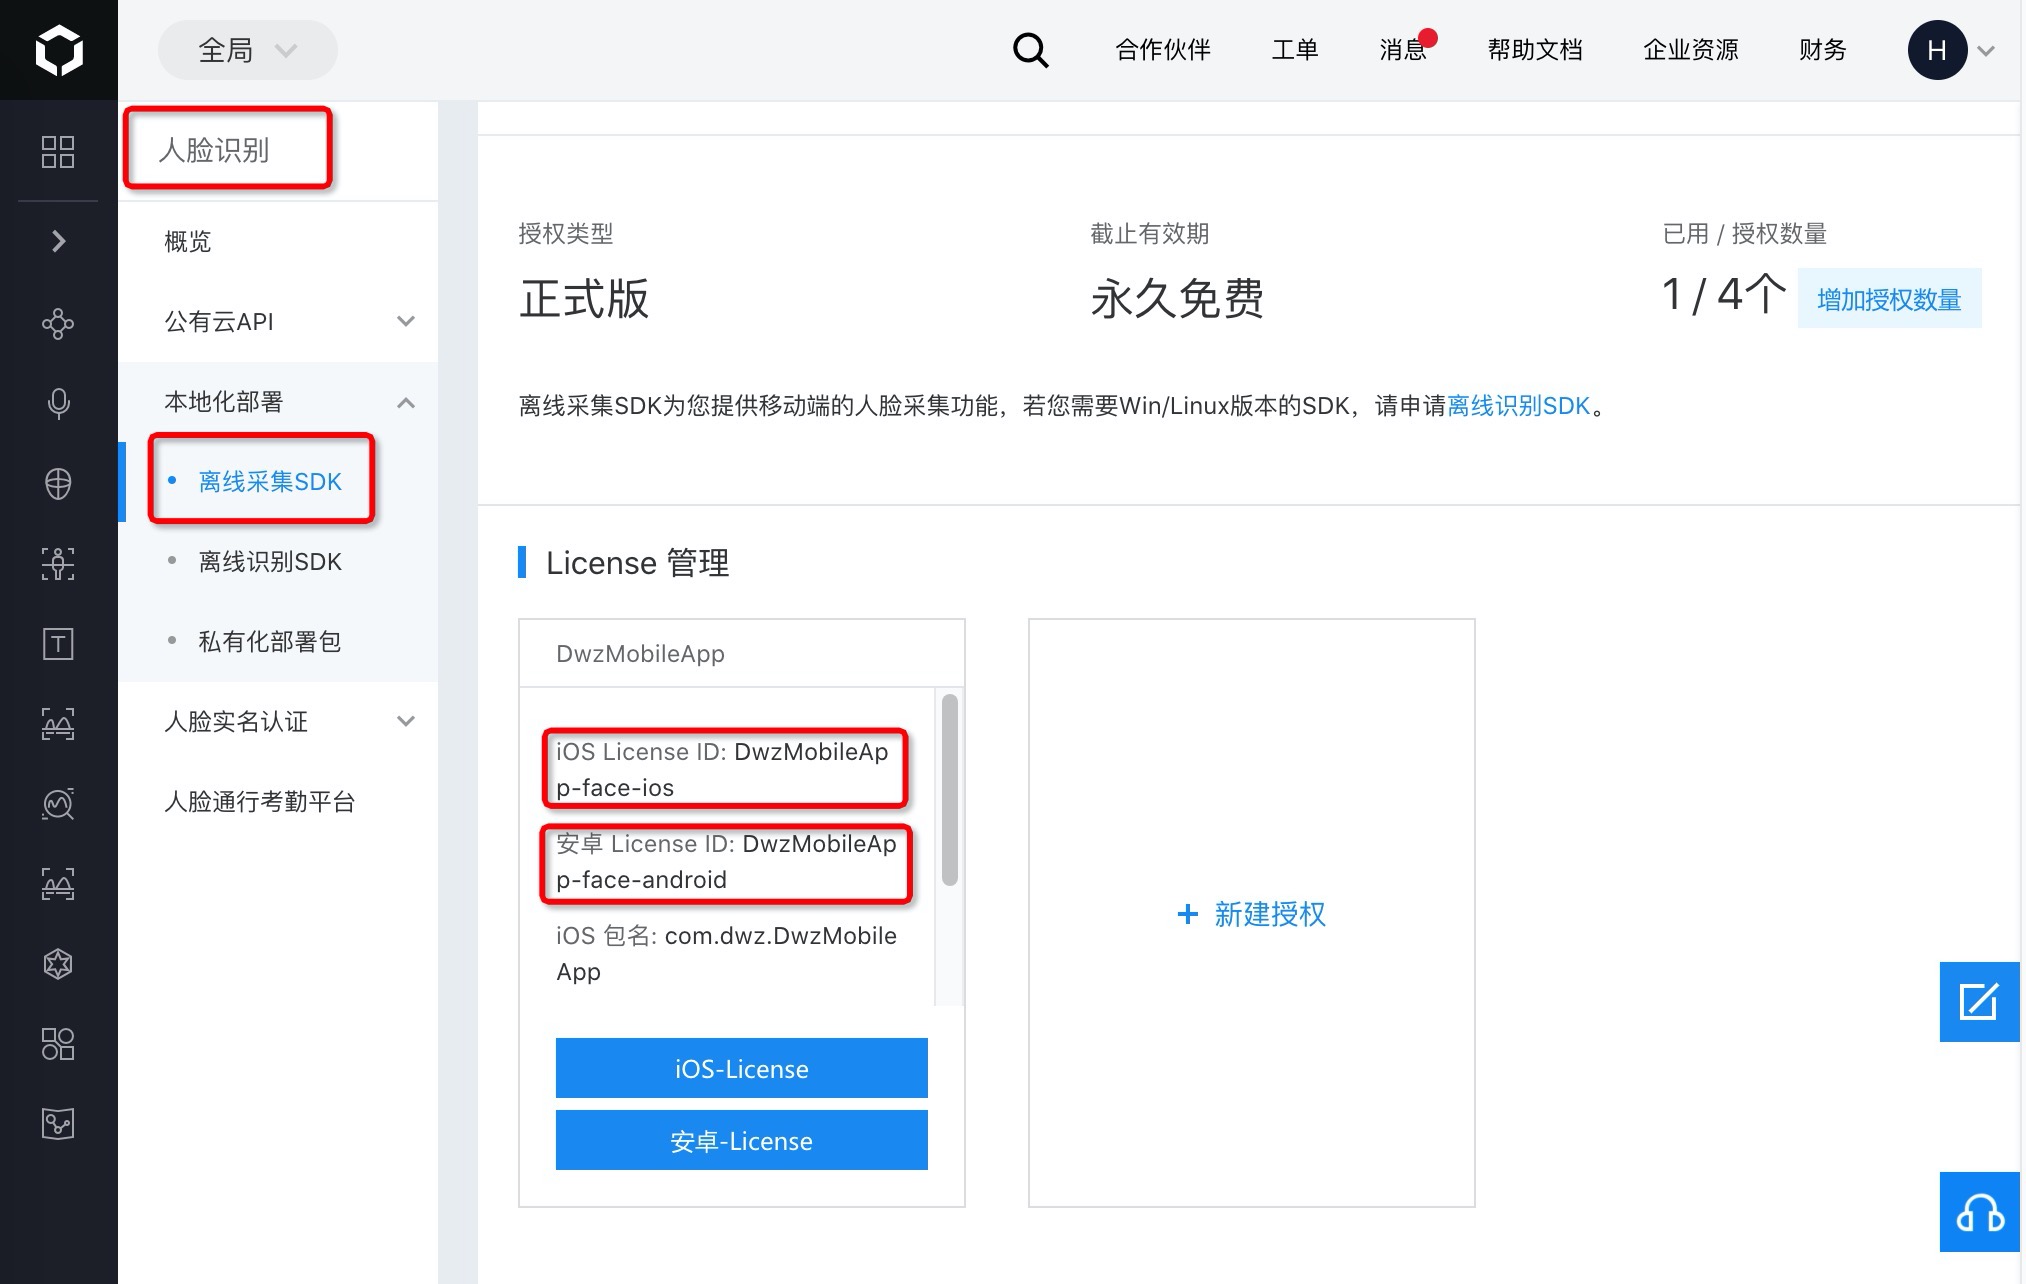 全局
合作伙伴
工单
消息
帮助文档
企业资源
财务
H
人脸识别
概览
公有云API
本地化部署
离线采集SDK
离线识别SDK
私有化部署包
人脸实名认证
人脸通行考勤平台
授权类型
正式版
截止有效期
永久免费
已用 / 授权数量
1 / 4个
增加授权数量
离线采集SDK为您提供移动端的人脸采集功能，若您需要Win/Linux版本的SDK，请申请离线识别SDK。
License 管理
DwzMobileApp
iOS License ID: DwzMobileAp
p-face-ios
安卓 License ID: DwzMobileAp
p-face-android
iOS 包名: com.dwz.DwzMobile
App
iOS-License
安卓-License
+ 新建授权
T